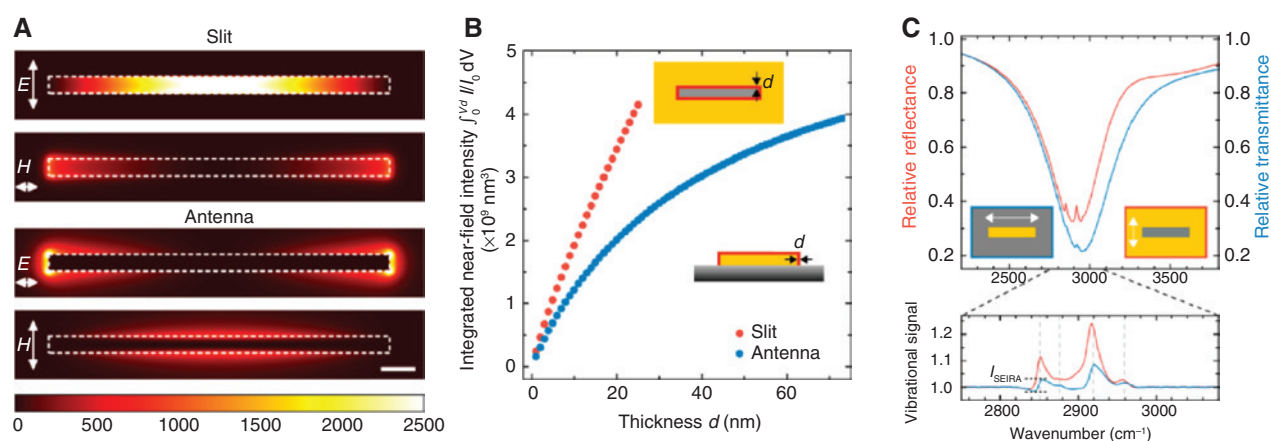 A
Slit
E
H
Antenna
E
H
0 500 1000 1500 2000 2500
B
Integrated near-field intensity ∫₀^Vd I/I₀ dV
(×10⁹ nm³)
5
4
3
2
1
0
d
d
Slit
Antenna
0 20 40 60
Thickness d (nm)
C
Relative reflectance
1.0
0.8
0.6
0.4
0.2
Relative transmittance
1.0
0.8
0.6
0.4
0.2
2500 3000 3500
Vibrational signal
1.2
1.1
1.0
I SEIRA
2800 2900 3000
Wavenumber (cm⁻¹)